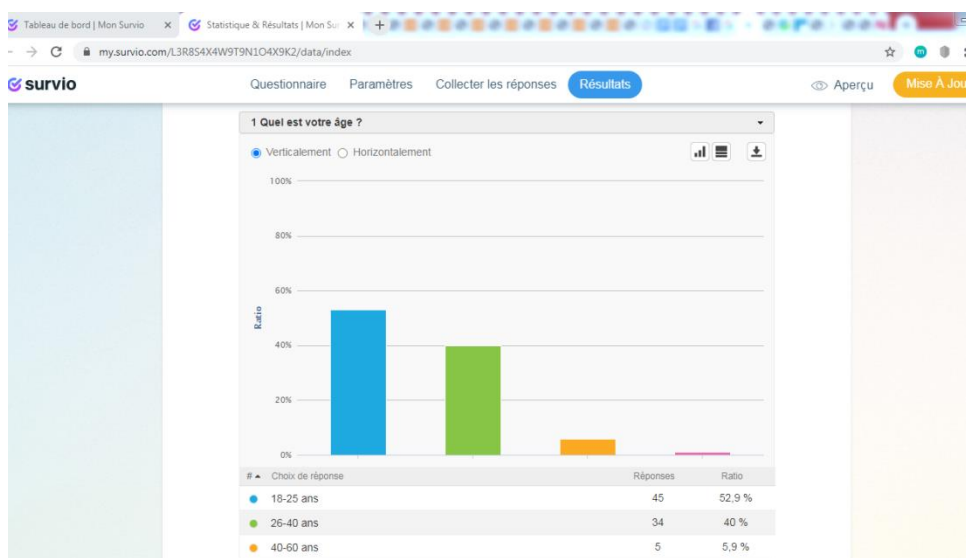 Tableau de bord | Mon Survio
Statistique & Résultats | Mon Sur
my.survio.com/L3R8S4X4W9T9N1O4X9K2/data/index
survio Questionnaire Paramètres Collecter les réponses Résultats Aperçu Mise À Jou
1 Quel est votre âge ?
Verticalement Horizontalement
100%
80%
60%
Ratio
40%
20%
0%
# Choix de réponse Réponses Ratio
18-25 ans 45 52,9 %
26-40 ans 34 40 %
40-60 ans 5 5,9 %